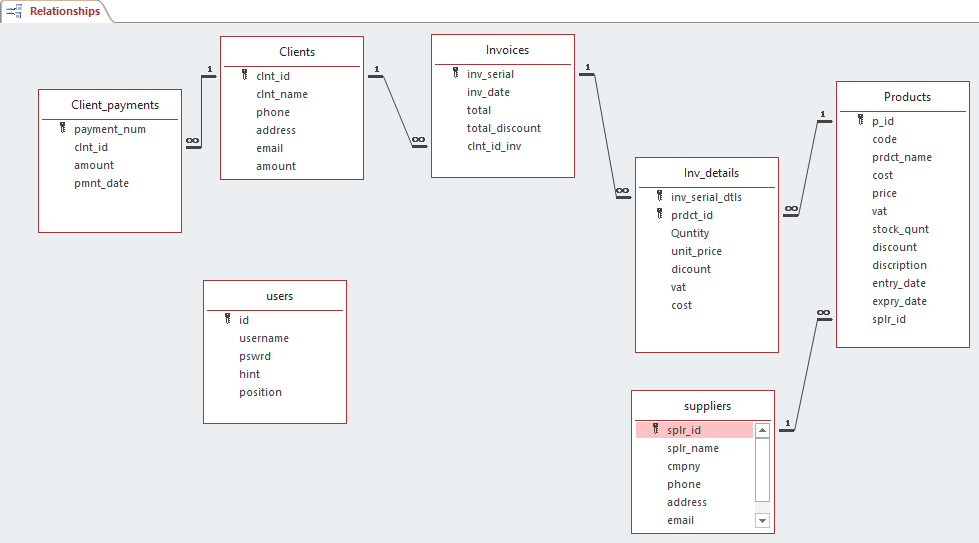 Relationships
Client_payments
payment_num
clnt_id
amount
pmnt_date
Clients
clnt_id
clnt_name
phone
address
email
amount
Invoices
inv_serial
inv_date
total
total_discount
clnt_id_inv
Inv_details
inv_serial_dtls
prdct_id
Quntity
unit_price
dicount
vat
cost
Products
p_id
code
prdct_name
cost
price
vat
stock_qunt
discount
discription
entry_date
expry_date
splr_id
users
id
username
pswrd
hint
position
suppliers
splr_id
splr_name
cmpny
phone
address
email
1
∞
1
∞
1
∞
1
∞
1
∞